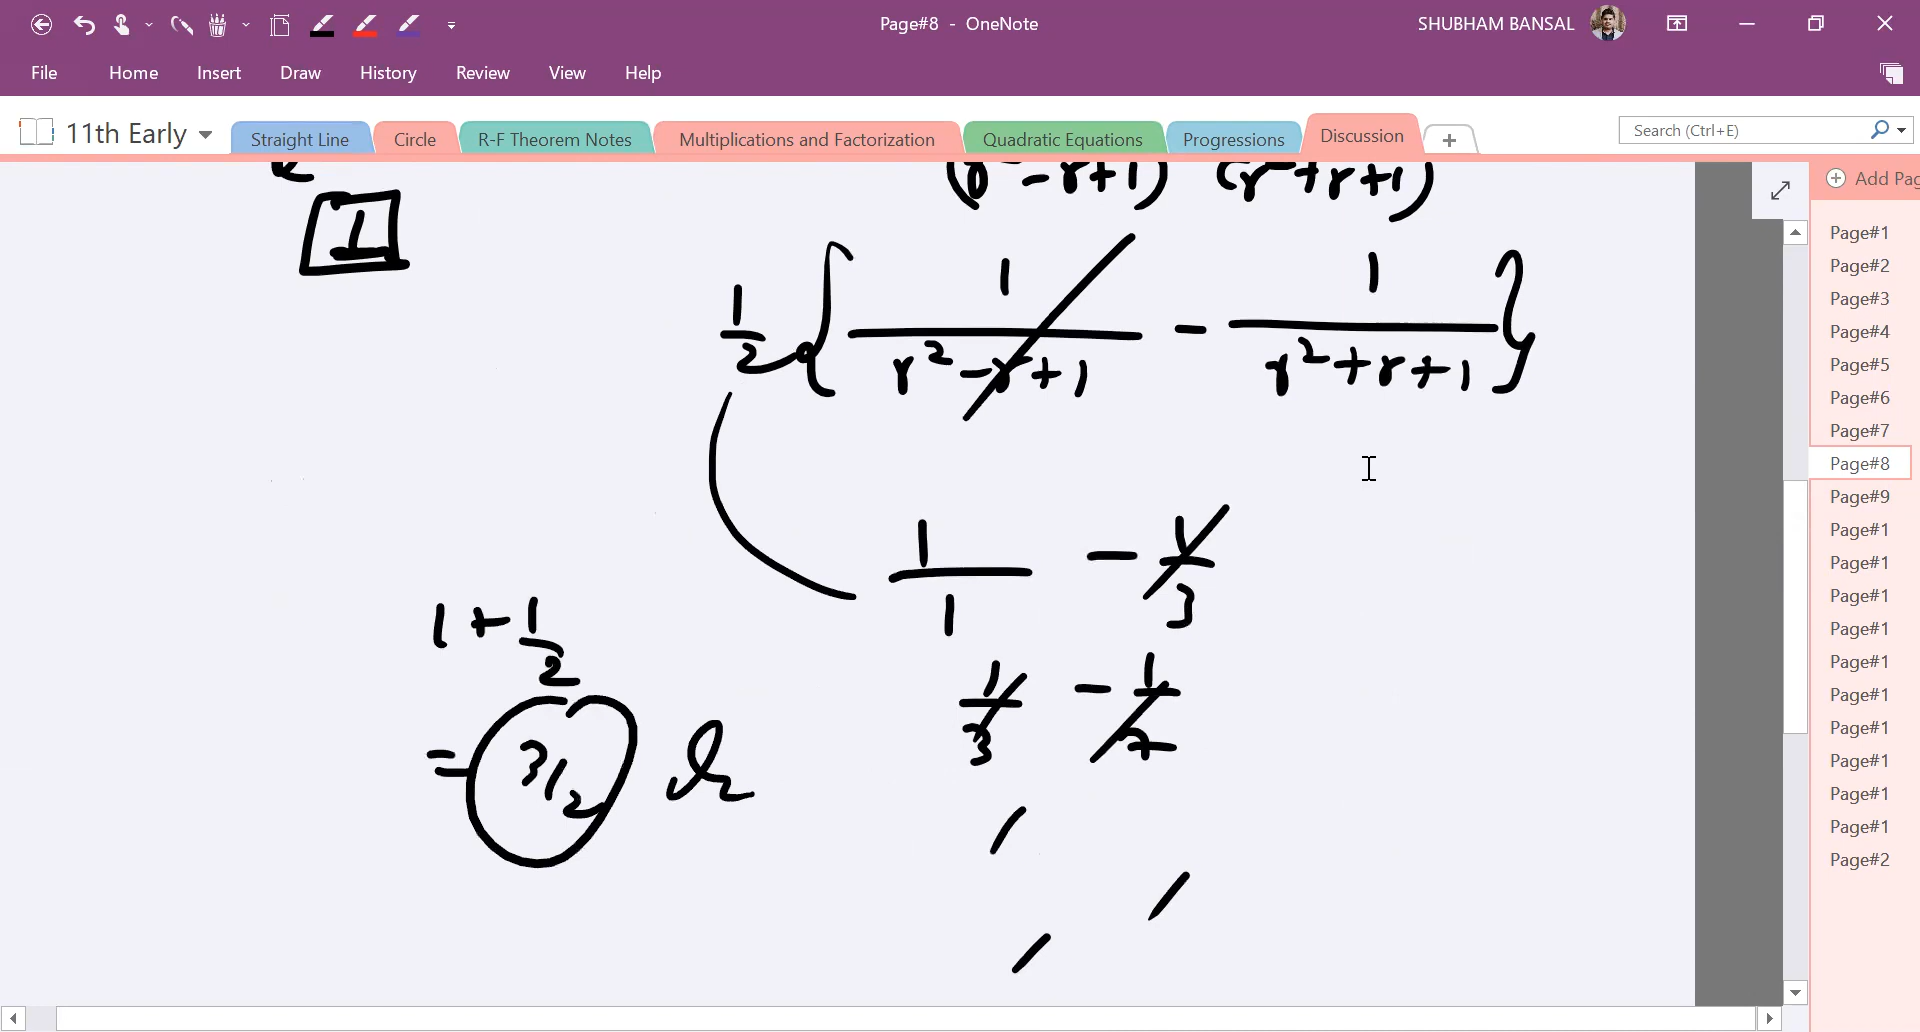 Page#8 - OneNote
SHUBHAM BANSAL
File Home Insert Draw History Review View Help
11th Early
Straight Line
Circle
R-F Theorem Notes
Multiplications and Factorization
Quadratic Equations
Progressions
Discussion
Search (Ctrl+E)
Add Pag
Page#1
Page#2
Page#3
Page#4
Page#5
Page#6
Page#7
Page#8
Page#9
Page#1
Page#1
Page#1
Page#1
Page#1
Page#1
Page#1
Page#1
Page#1
Page#1
Page#2
(r²-r+1) (r²+r+1)
I
1/2 { 1/(r²-r+1) - 1/(r²+r+1) }
1/1 - 1/3
1/3 - 1/7
1 + 1/2
= 3/2